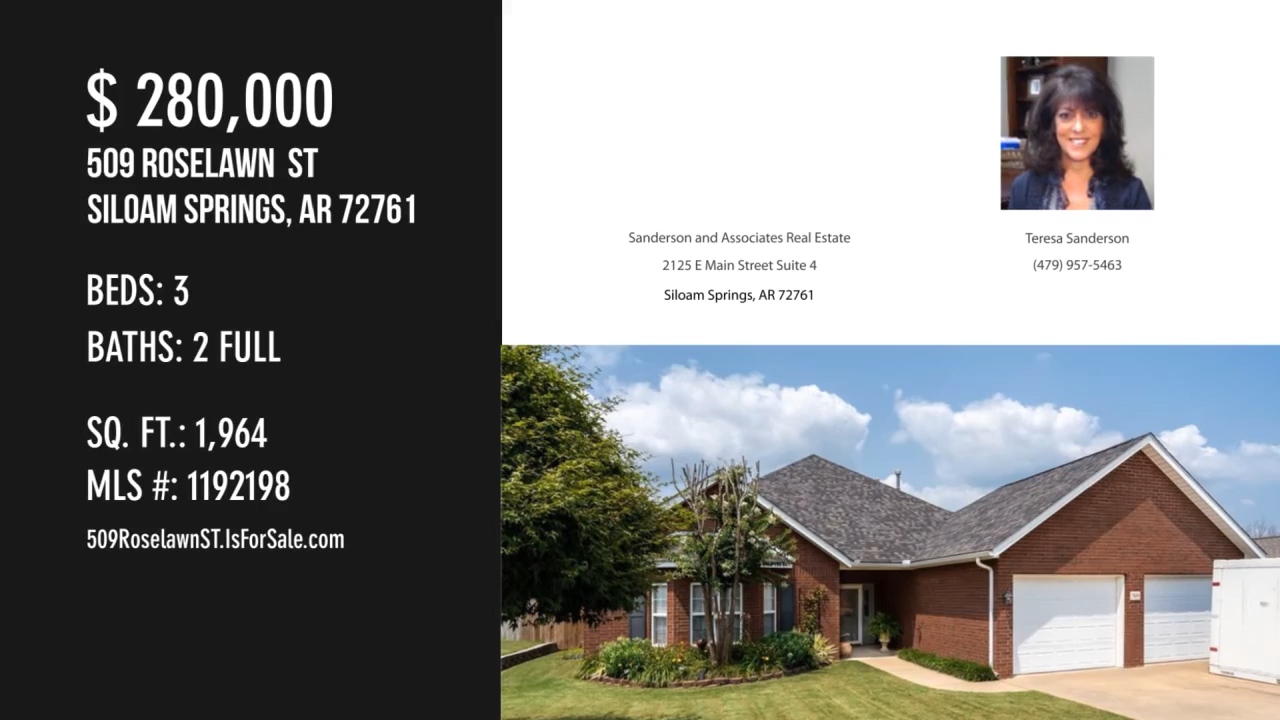 $ 280,000
509 ROSELAWN ST
SILOAM SPRINGS, AR 72761
BEDS: 3
BATHS: 2 FULL
SQ. FT.: 1,964
MLS #: 1192198
509RoselawnST.IsForSale.com
Sanderson and Associates Real Estate
2125 E Main Street Suite 4
Siloam Springs, AR 72761
Teresa Sanderson
(479) 957-5463